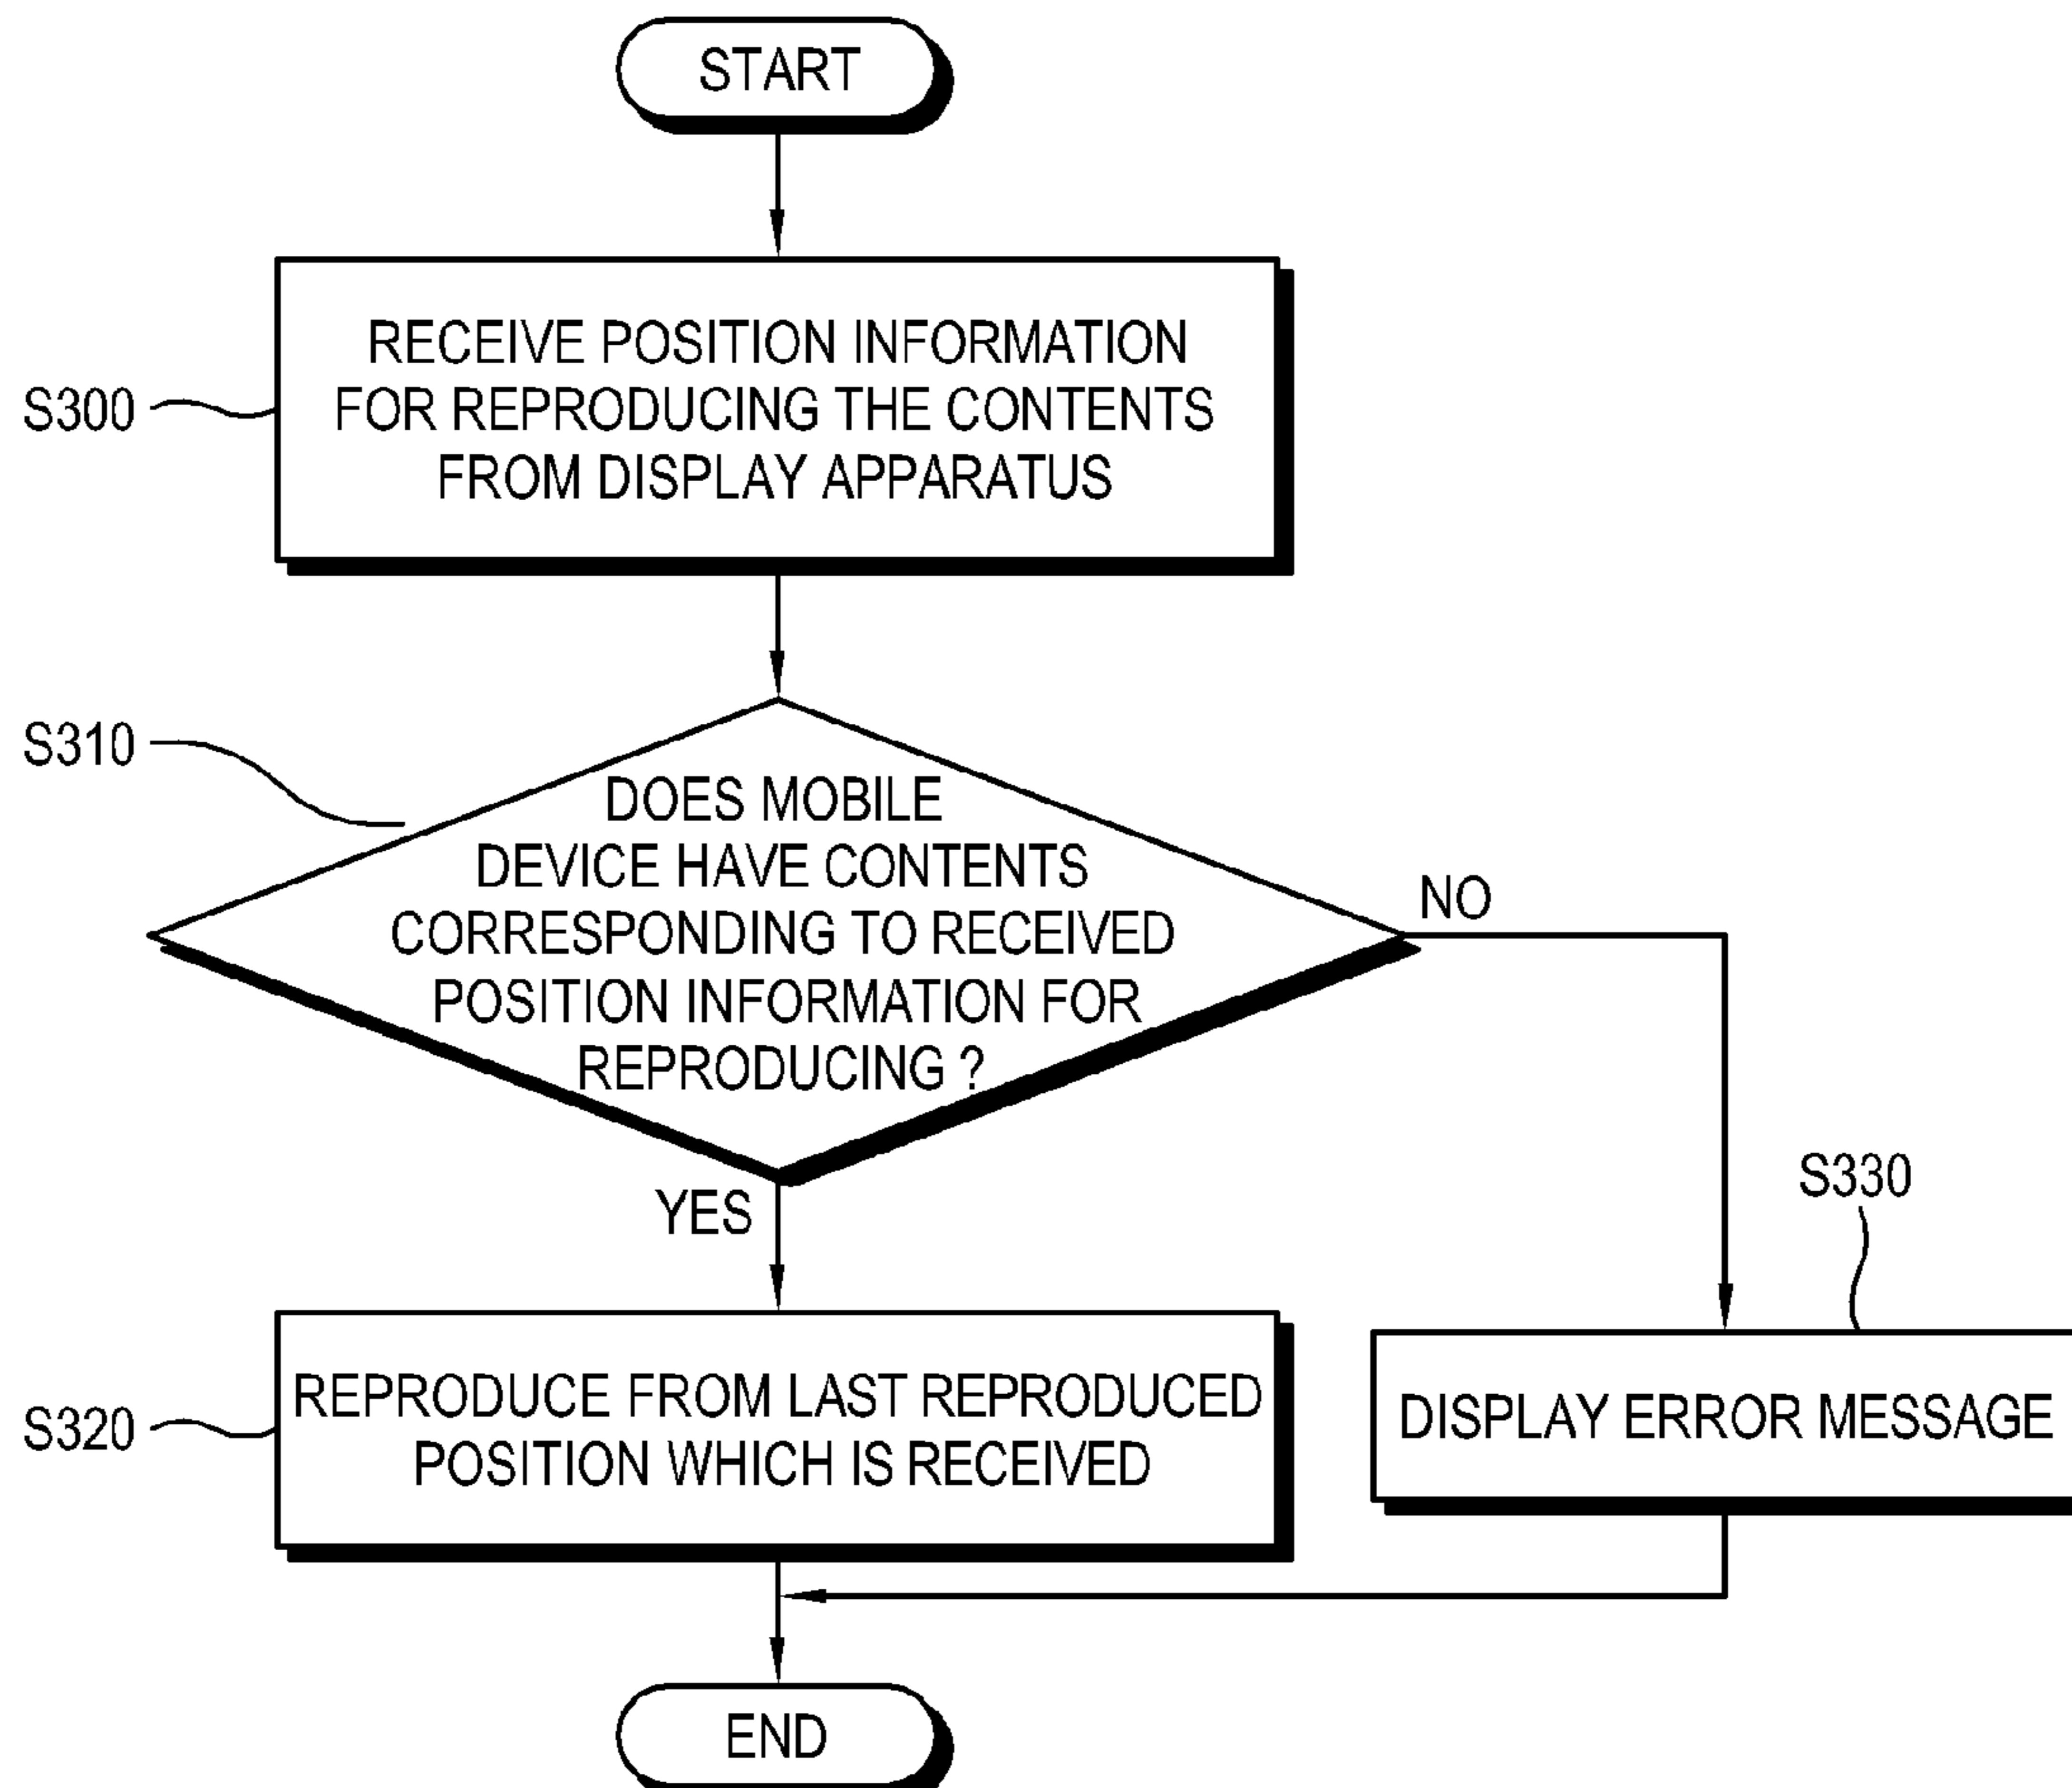 START
S300
RECEIVE POSITION INFORMATION
FOR REPRODUCING THE CONTENTS
FROM DISPLAY APPARATUS
S310
DOES MOBILE
DEVICE HAVE CONTENTS
CORRESPONDING TO RECEIVED
POSITION INFORMATION FOR
REPRODUCING ?
NO
YES
S330
S320
REPRODUCE FROM LAST REPRODUCED
POSITION WHICH IS RECEIVED
DISPLAY ERROR MESSAGE
END